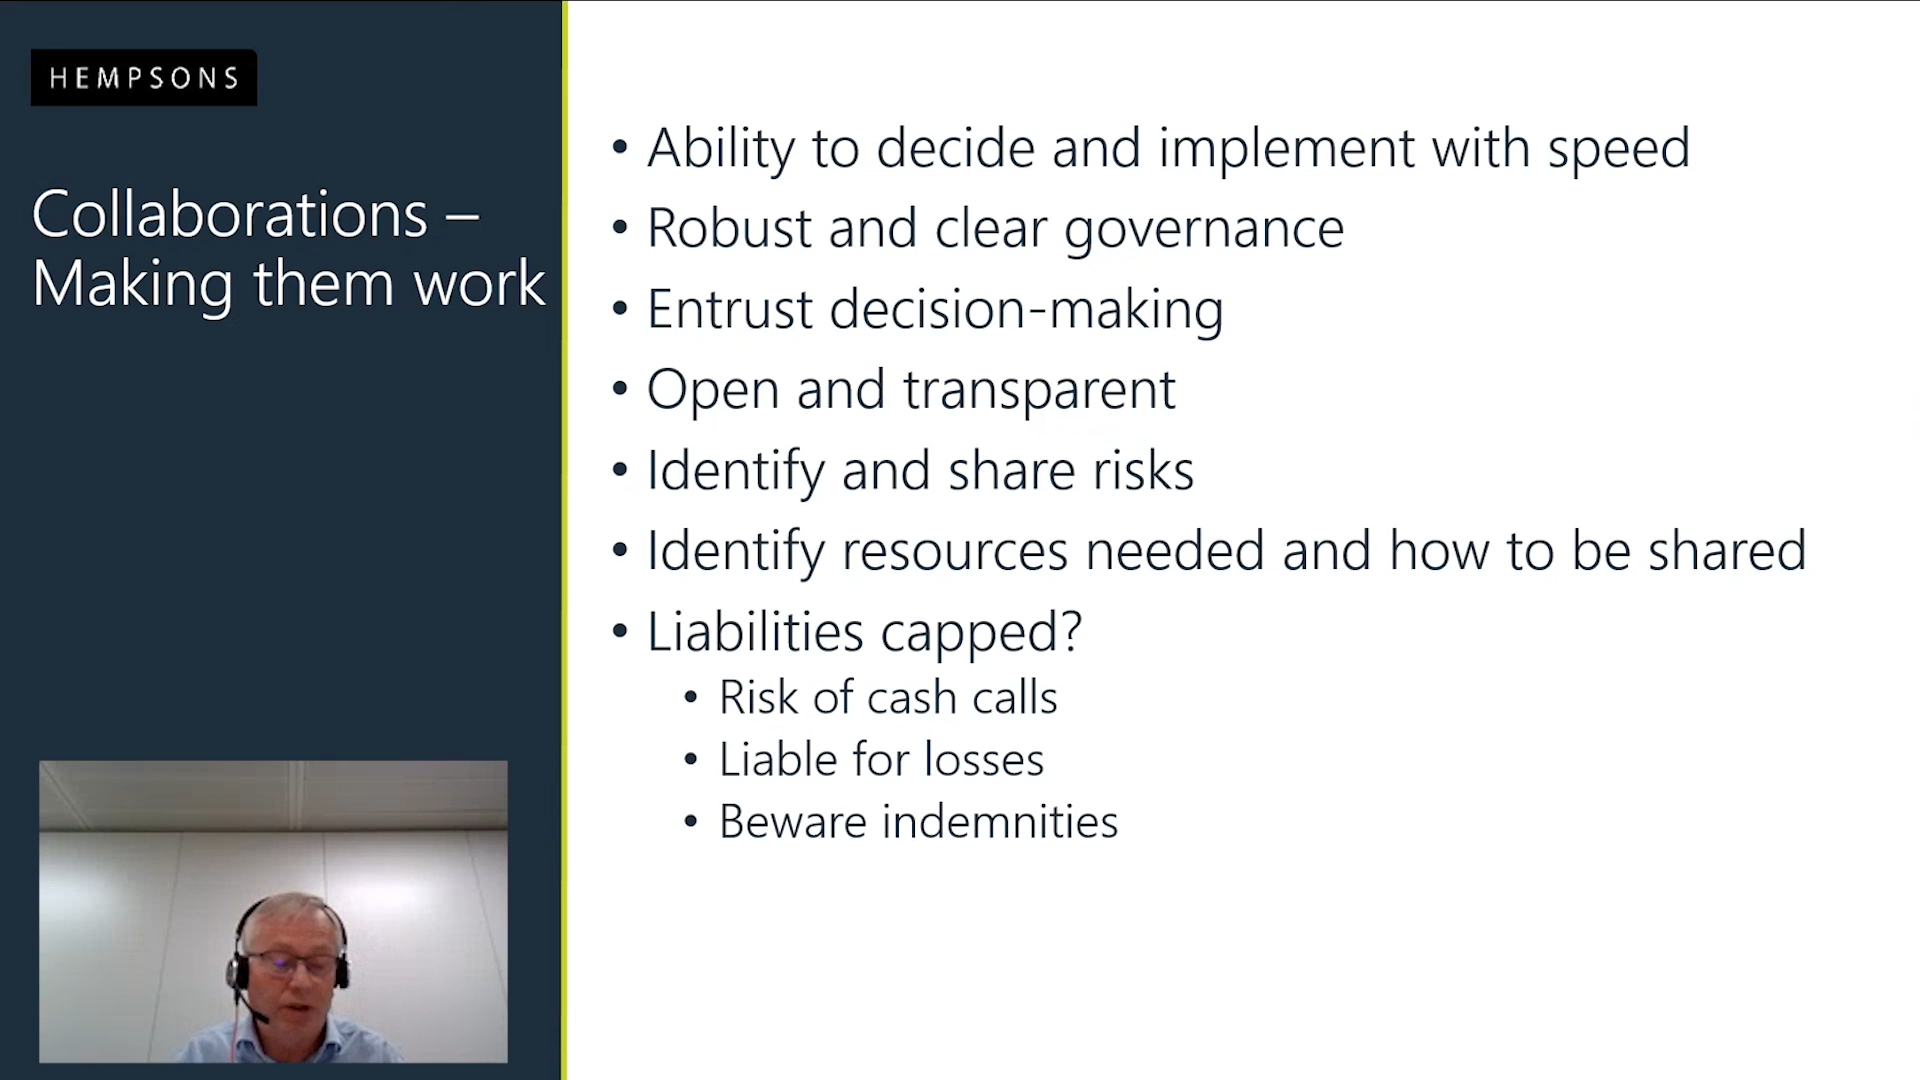 HEMPSONS
Collaborations –
Making them work
• Ability to decide and implement with speed
• Robust and clear governance
• Entrust decision-making
• Open and transparent
• Identify and share risks
• Identify resources needed and how to be shared
• Liabilities capped?
• Risk of cash calls
• Liable for losses
• Beware indemnities